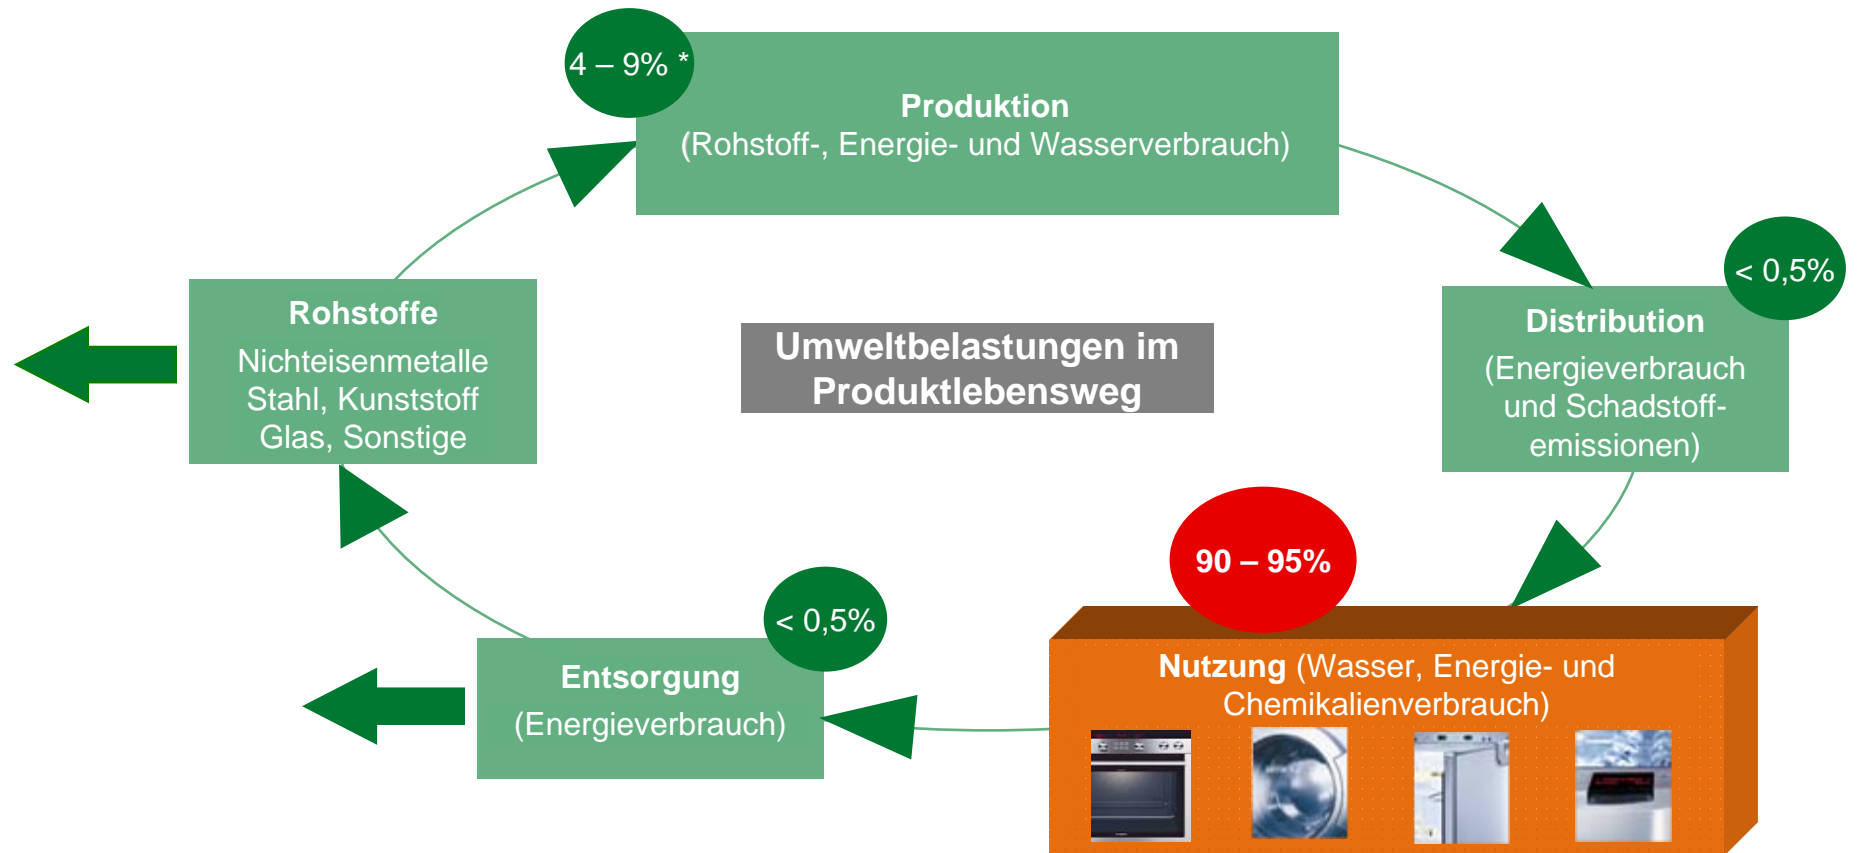 4 – 9% *
Produktion
(Rohstoff-, Energie- und Wasserverbrauch)
< 0,5%
Distribution
(Energieverbrauch
und Schadstoff-
emissionen)
Rohstoffe
Nichteisenmetalle
Stahl, Kunststoff
Glas, Sonstige
Umweltbelastungen im
Produktlebensweg
90 – 95%
Nutzung (Wasser, Energie- und
Chemikalienverbrauch)
< 0,5%
Entsorgung
(Energieverbrauch)